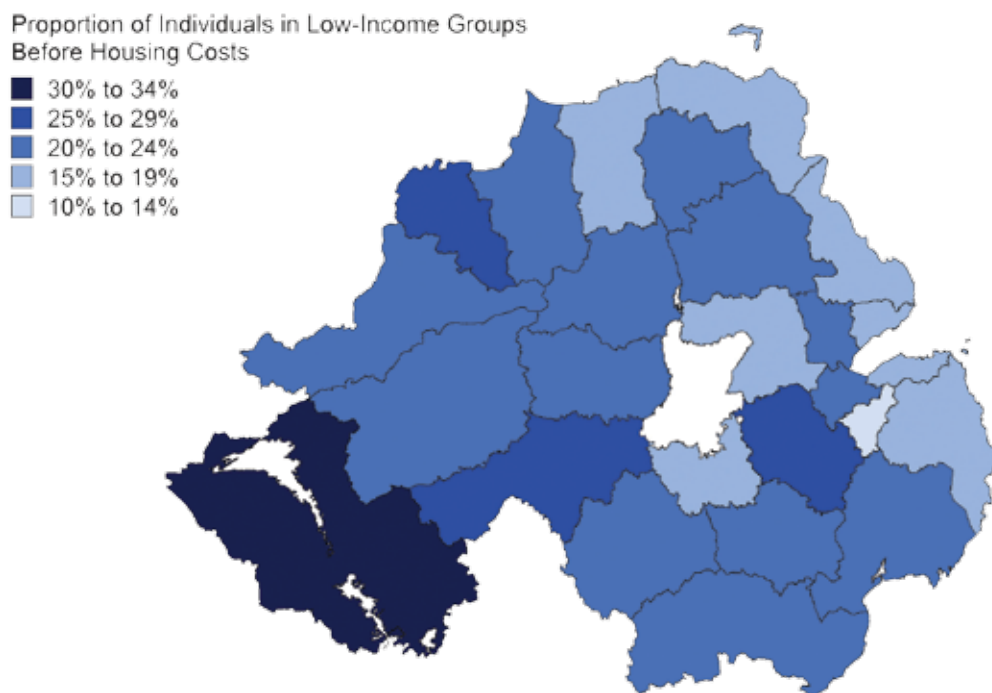 Proportion of Individuals in Low-Income Groups
Before Housing Costs
30% to 34%
25% to 29%
20% to 24%
15% to 19%
10% to 14%